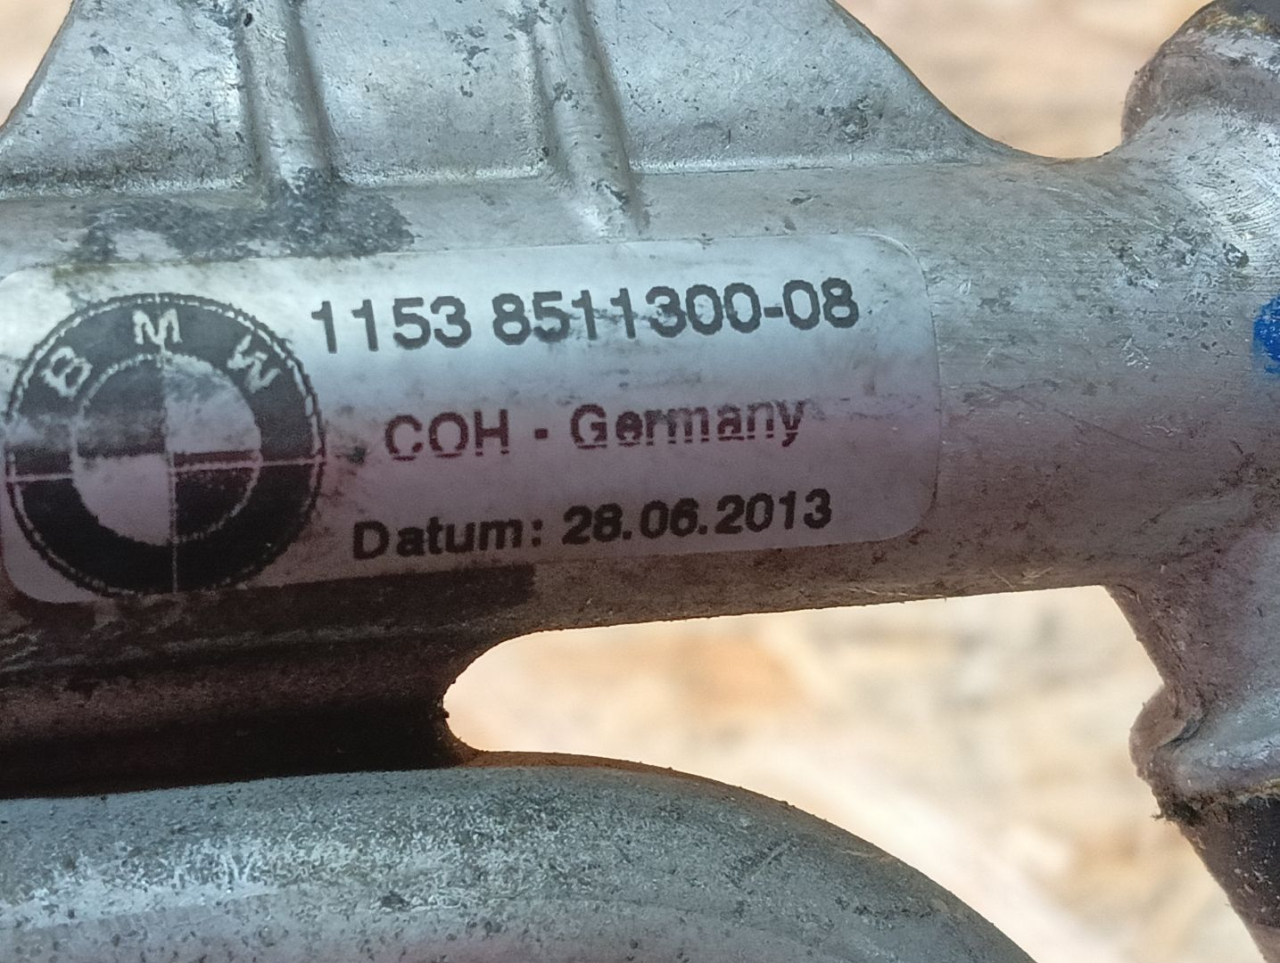 BMW
1153 8511300-08
COH - Germany
Datum: 28.06.2013